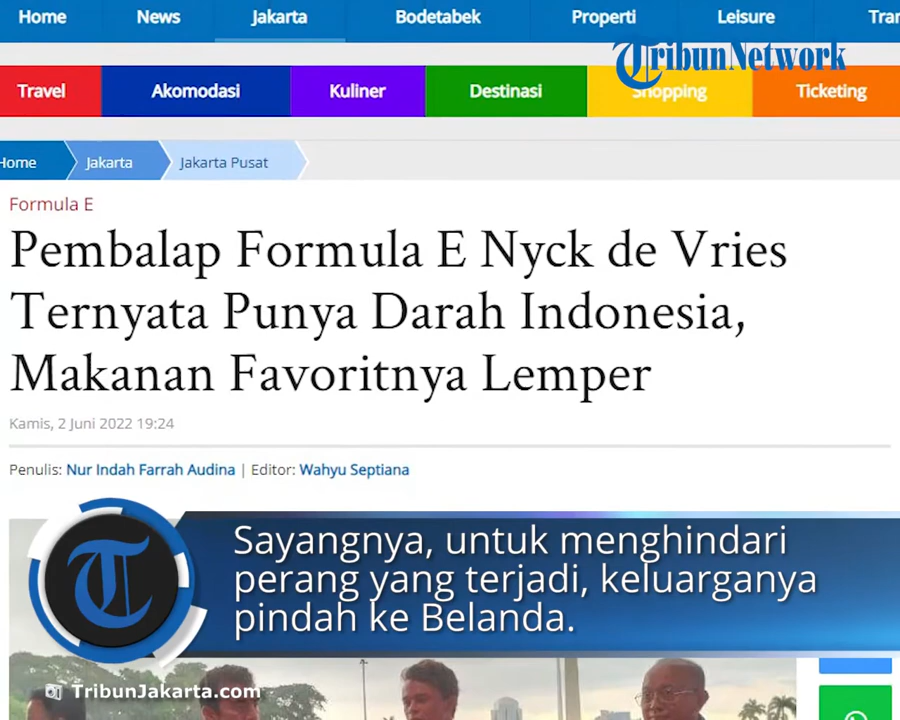 Home News Jakarta Bodetabek Properti Leisure
TribunNetwork
Travel Akomodasi Kuliner Destinasi Shopping Ticketing
Home Jakarta Jakarta Pusat
Formula E
Pembalap Formula E Nyck de Vries
Ternyata Punya Darah Indonesia,
Makanan Favoritnya Lemper
Kamis, 2 Juni 2022 19:24
Penulis: Nur Indah Farrah Audina | Editor: Wahyu Septiana
Sayangnya, untuk menghindari
perang yang terjadi, keluarganya
pindah ke Belanda.
TribunJakarta.com